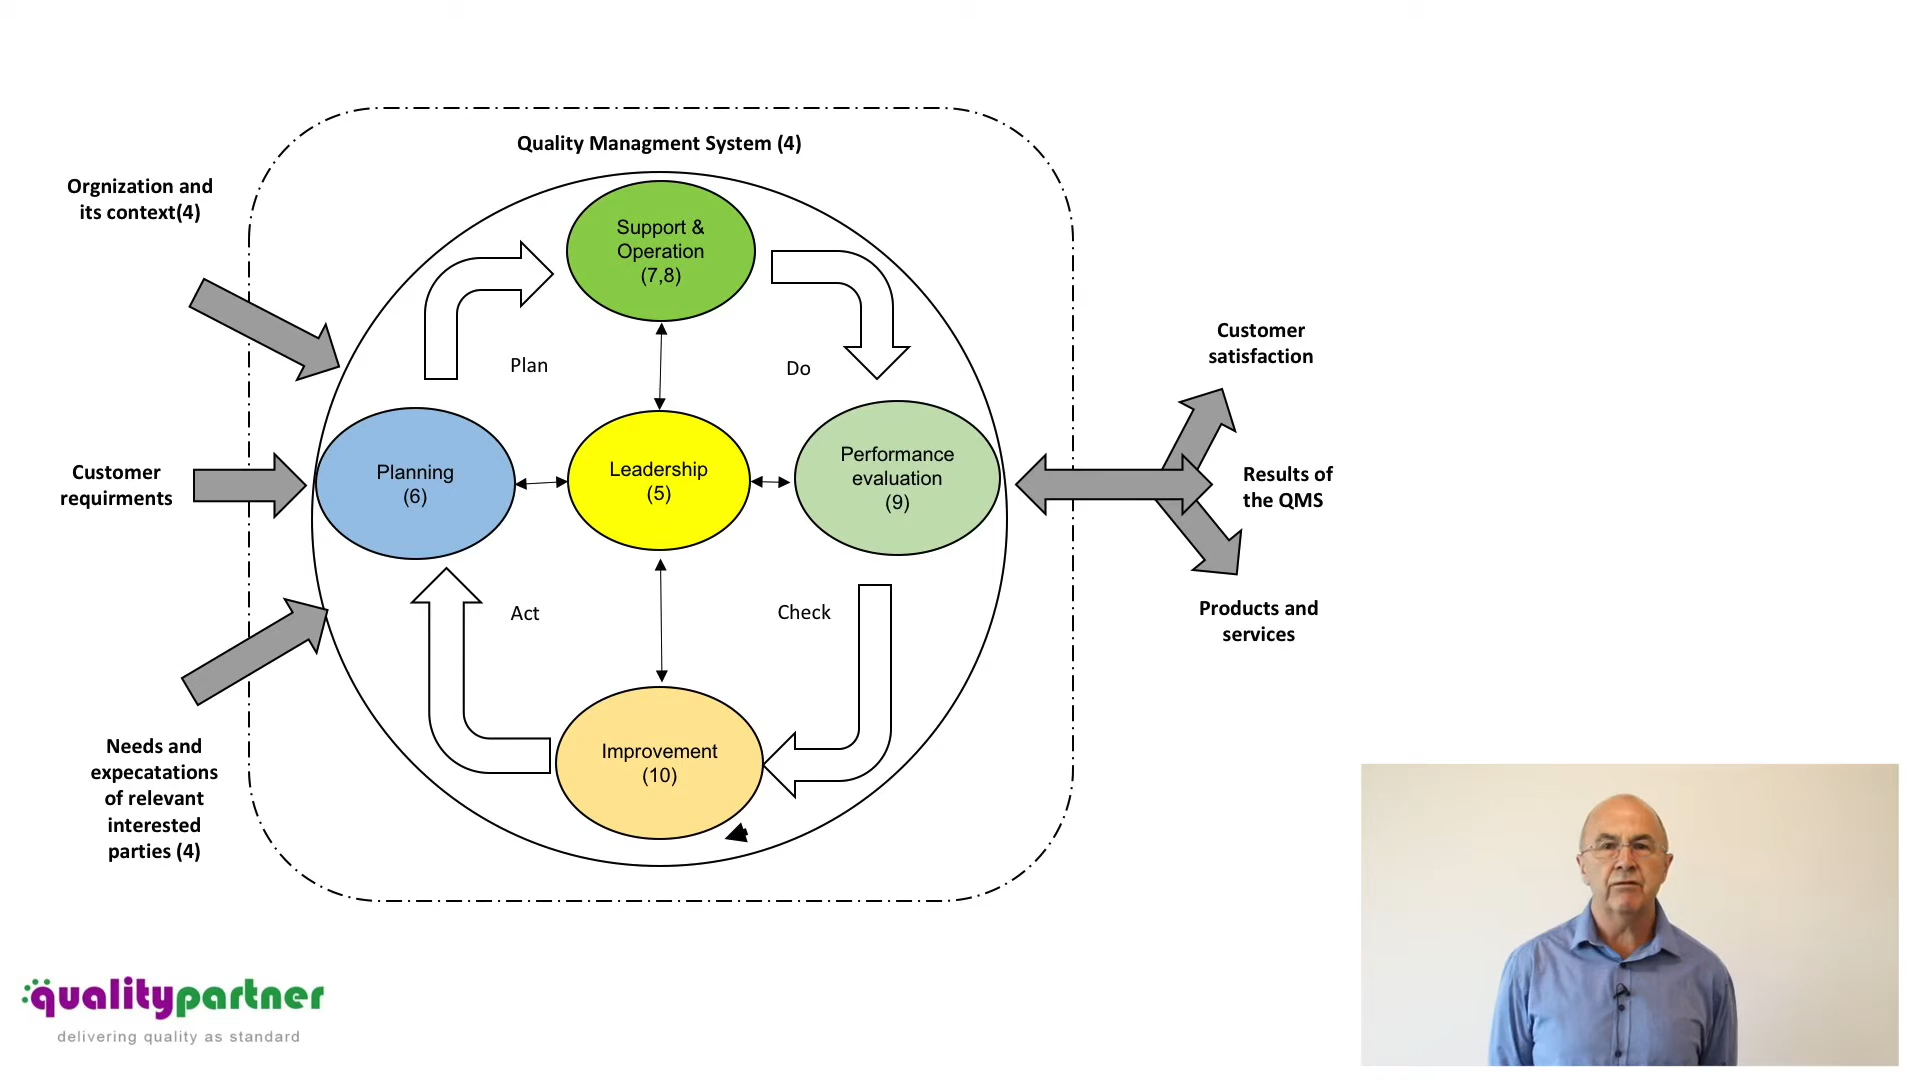 Quality Managment System (4)
Orgnization and
its context(4)
Support &
Operation
(7,8)
Plan
Do
Customer
satisfaction
Customer
requirments
Planning
(6)
Leadership
(5)
Performance
evaluation
(9)
Results of
the QMS
Act
Check
Products and
services
Needs and
expecatations
of relevant
interested
parties (4)
Improvement
(10)
qualitypartner
delivering quality as standard